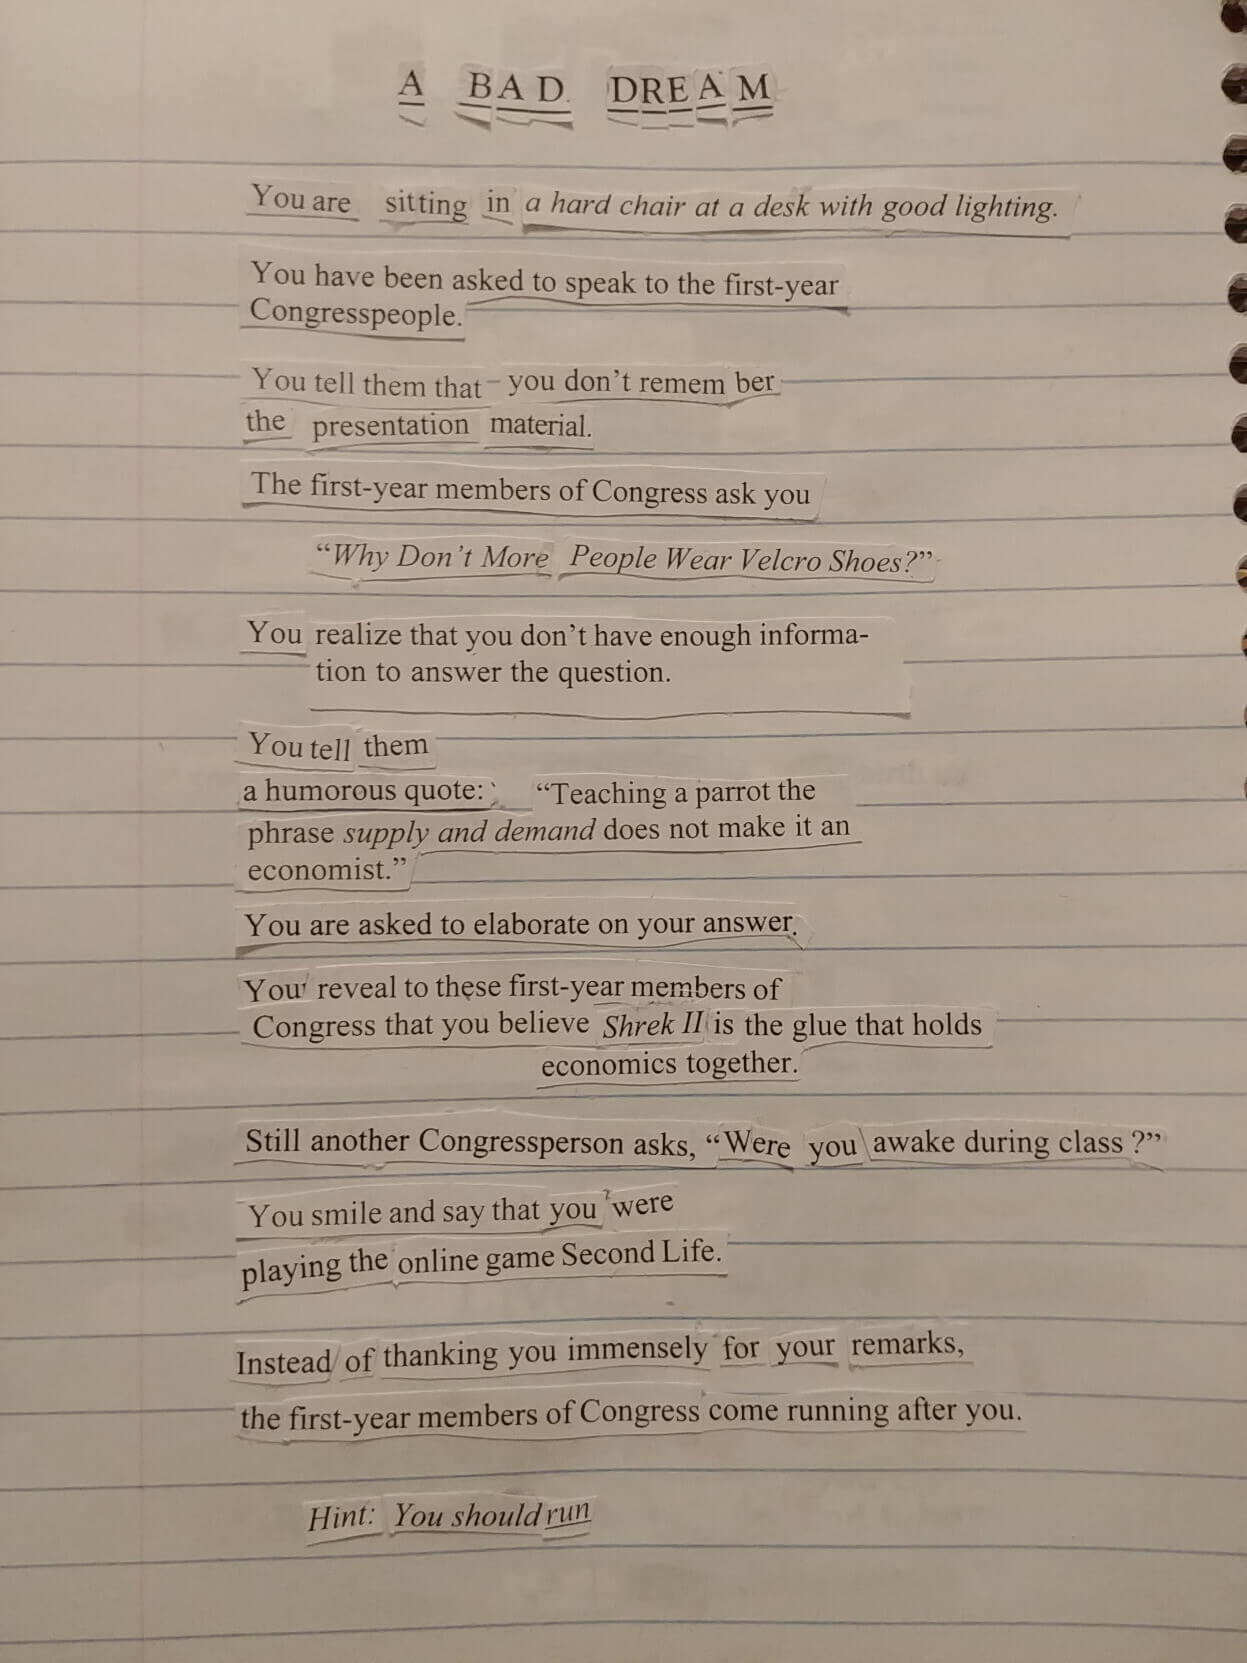 A BAD DREAM
You are sitting in a hard chair at a desk with good lighting.
You have been asked to speak to the first-year
Congresspeople.
You tell them that you don't remem ber
the presentation material.
The first-year members of Congress ask you
“Why Don't More People Wear Velcro Shoes?”
You realize that you don't have enough informa-
tion to answer the question.
You tell them
a humorous quote: “Teaching a parrot the
phrase supply and demand does not make it an
economist.”
You are asked to elaborate on your answer.
You reveal to these first-year members of
Congress that you believe Shrek II is the glue that holds
economics together.
Still another Congressperson asks, “Were you awake during class ?”
You smile and say that you were
playing the online game Second Life.
Instead of thanking you immensely for your remarks,
the first-year members of Congress come running after you.
Hint: You should run